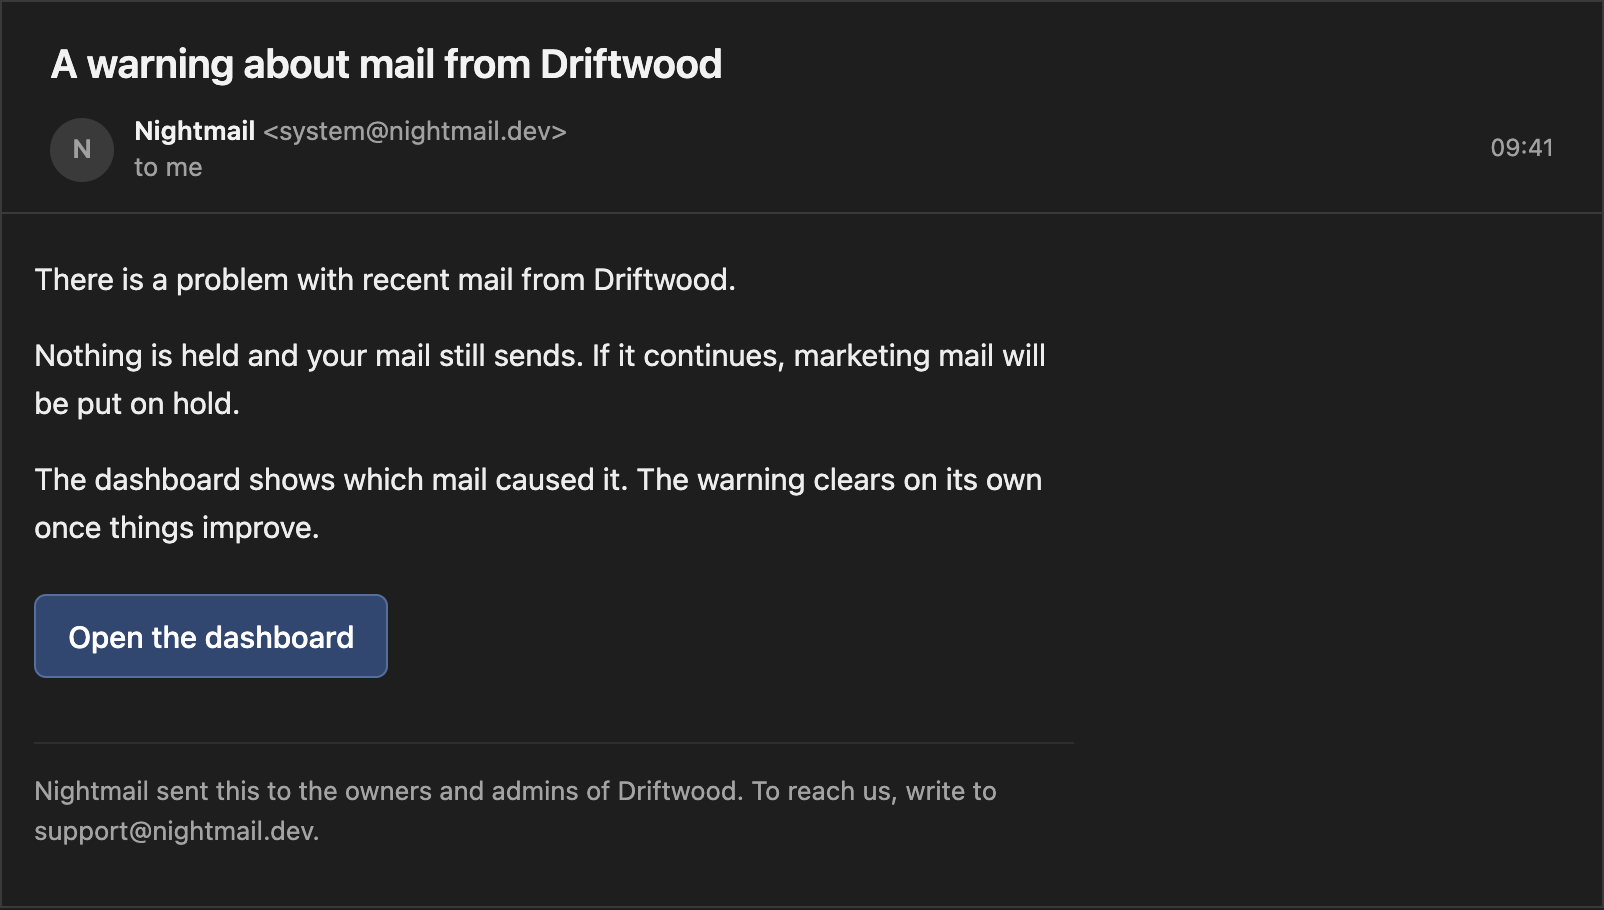 A warning about mail from Driftwood
N
Nightmail <system@nightmail.dev>
to me
09:41
There is a problem with recent mail from Driftwood.
Nothing is held and your mail still sends. If it continues, marketing mail will
be put on hold.
The dashboard shows which mail caused it. The warning clears on its own
once things improve.
Open the dashboard
Nightmail sent this to the owners and admins of Driftwood. To reach us, write to
support@nightmail.dev.